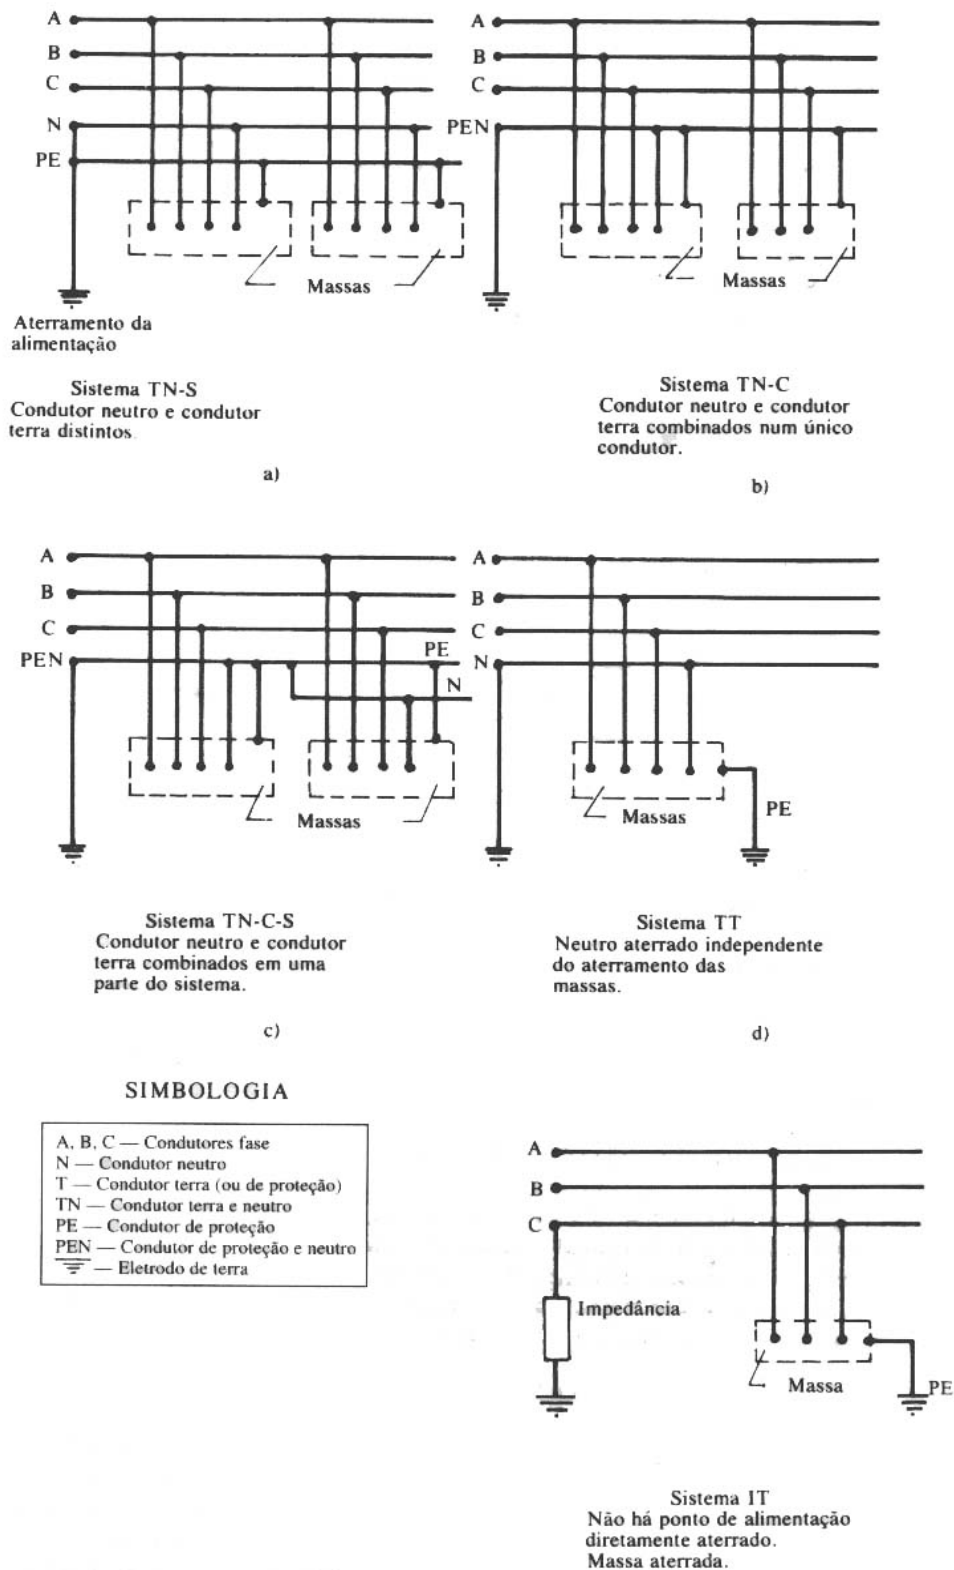 A
B
C
N
PE
Massas
Aterramento da
alimentação
Sistema TN-S
Condutor neutro e condutor
terra distintos.
a)
A
B
C
PEN
Massas
Sistema TN-C
Condutor neutro e condutor
terra combinados num único
condutor.
b)
A
B
C
PEN
PE
N
Massas
Sistema TN-C-S
Condutor neutro e condutor
terra combinados em uma
parte do sistema.
c)
A
B
C
N
Massas
PE
Sistema TT
Neutro aterrado independente
do aterramento das
massas.
d)
SIMBOLOGIA
A, B, C — Condutores fase
N — Condutor neutro
T — Condutor terra (ou de proteção)
TN — Condutor terra e neutro
PE — Condutor de proteção
PEN — Condutor de proteção e neutro
— Eletrodo de terra
A
B
C
Impedância
Massa
PE
Sistema IT
Não há ponto de alimentação
diretamente aterrado.
Massa aterrada.